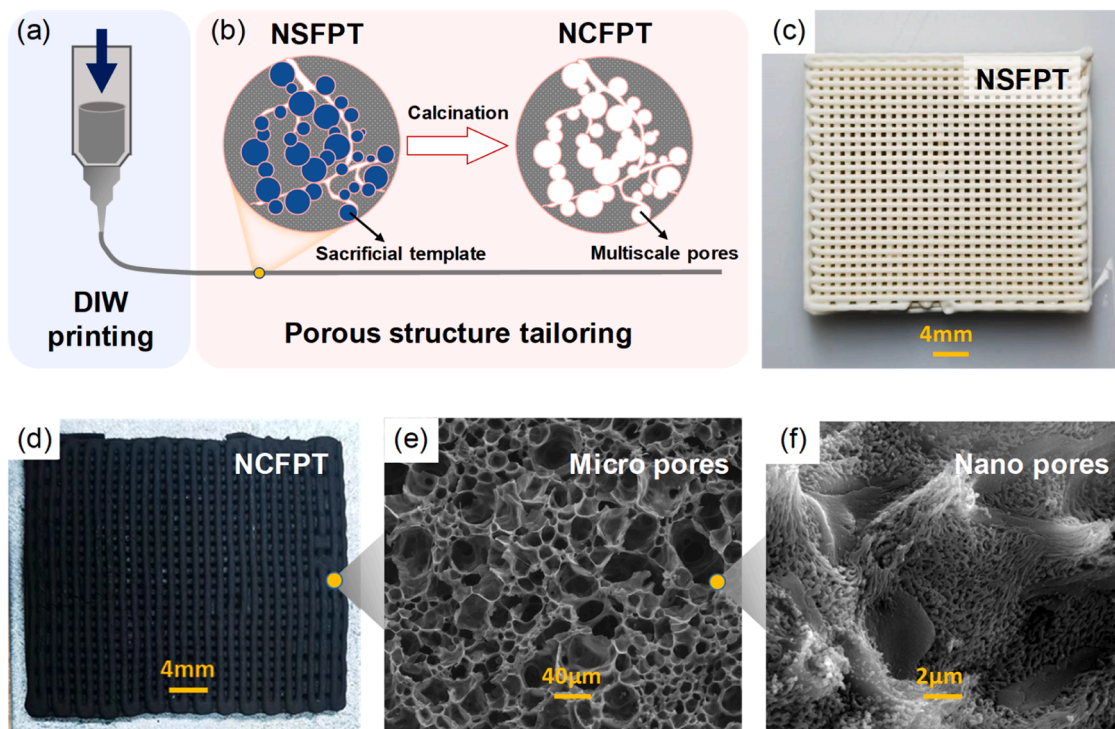 (a)
DIW
printing
(b)
NSFPT
NCFPT
Calcination
Sacrificial template
Multiscale pores
Porous structure tailoring
(c)
NSFPT
4mm
(d)
NCFPT
4mm
(e)
Micro pores
40μm
(f)
Nano pores
2μm